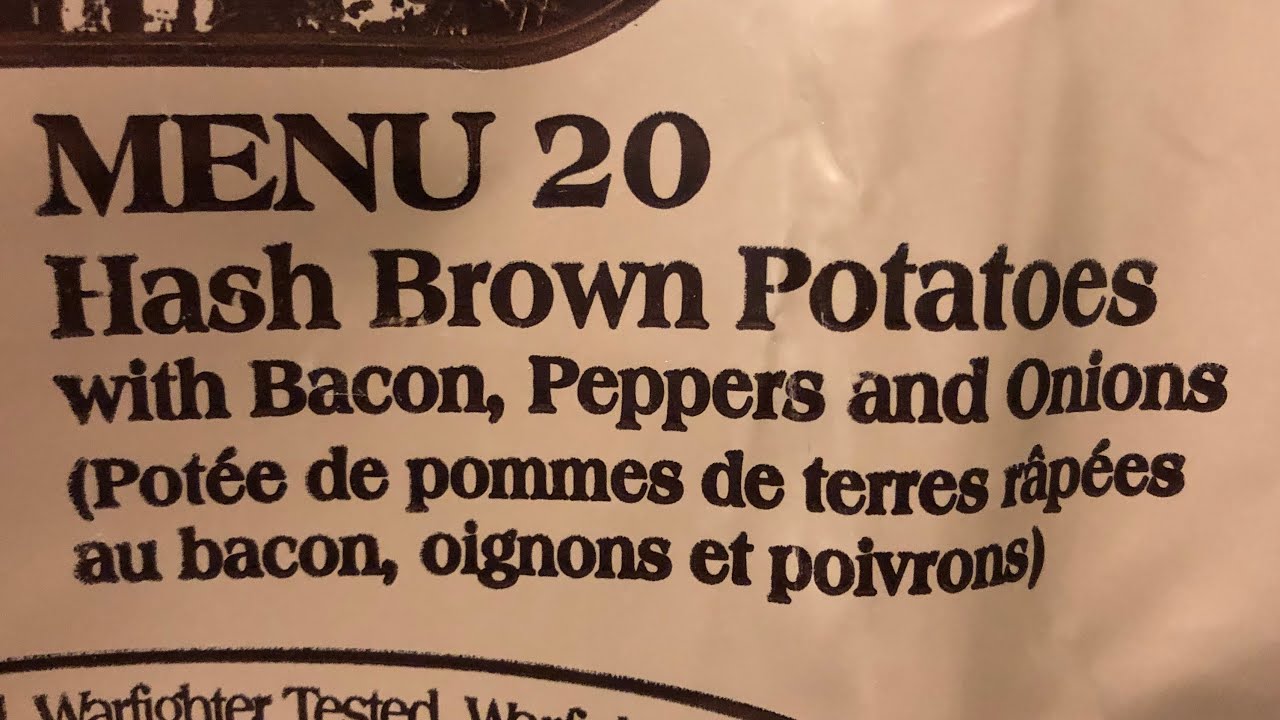 MENU 20
Hash Brown Potatoes
with Bacon, Peppers and Onions
(Potée de pommes de terres râpées
au bacon, oignons et poivrons)
Warfighter Tested,